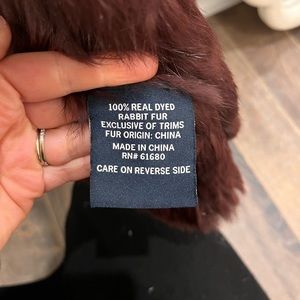 100% REAL DYED
RABBIT FUR
EXCLUSIVE OF TRIMS
FUR ORIGIN: CHINA
MADE IN CHINA
RN# 61680
CARE ON REVERSE SIDE